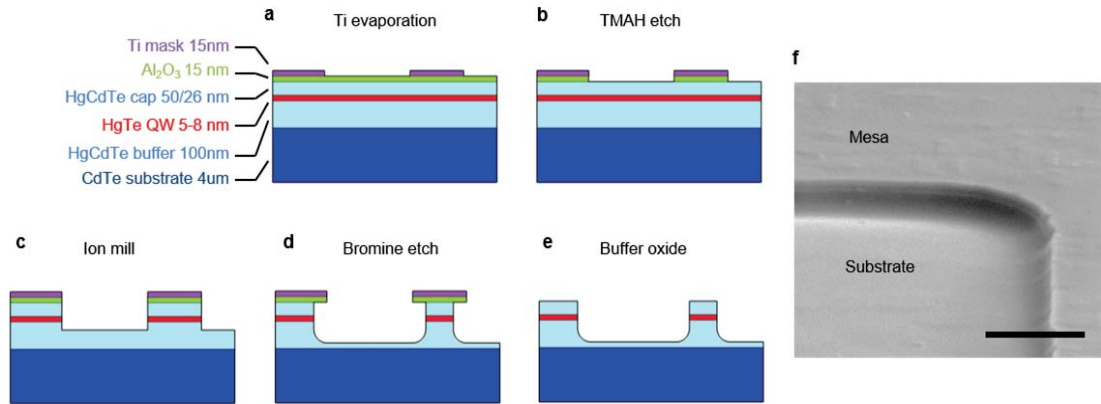 a
Ti evaporation
b
TMAH etch
Ti mask 15nm
Al₂O₃ 15 nm
HgCdTe cap 50/26 nm
HgTe QW 5-8 nm
HgCdTe buffer 100nm
CdTe substrate 4um
f
Mesa
Substrate
c
Ion mill
d
Bromine etch
e
Buffer oxide